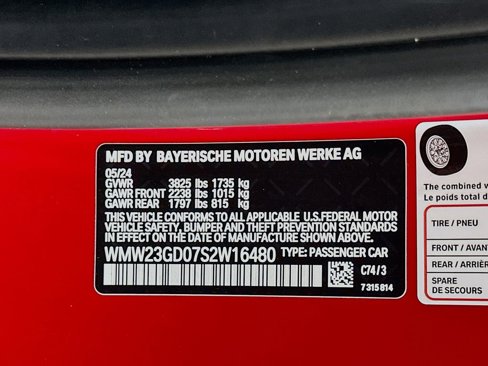 MFD BY BAYERISCHE MOTOREN WERKE AG
05/24
GVWR 3825 lbs 1735 kg
GAWR FRONT 2238 lbs 1015 kg
GAWR REAR 1797 lbs 815 kg
THIS VEHICLE CONFORMS TO ALL APPLICABLE U.S.FEDERAL MOTOR
VEHICLE SAFETY, BUMPER AND THEFT PREVENTION STANDARDS
IN EFFECT ON THE DATE OF MANUFACTURE SHOWN ABOVE.
WMW23GD07S2W16480 TYPE: PASSENGER CAR
C74/3
7315814
The combined w
Le poids total d
TIRE / PNEU
FRONT / AVAN
REAR / ARRIÈR
SPARE
DE SECOURS